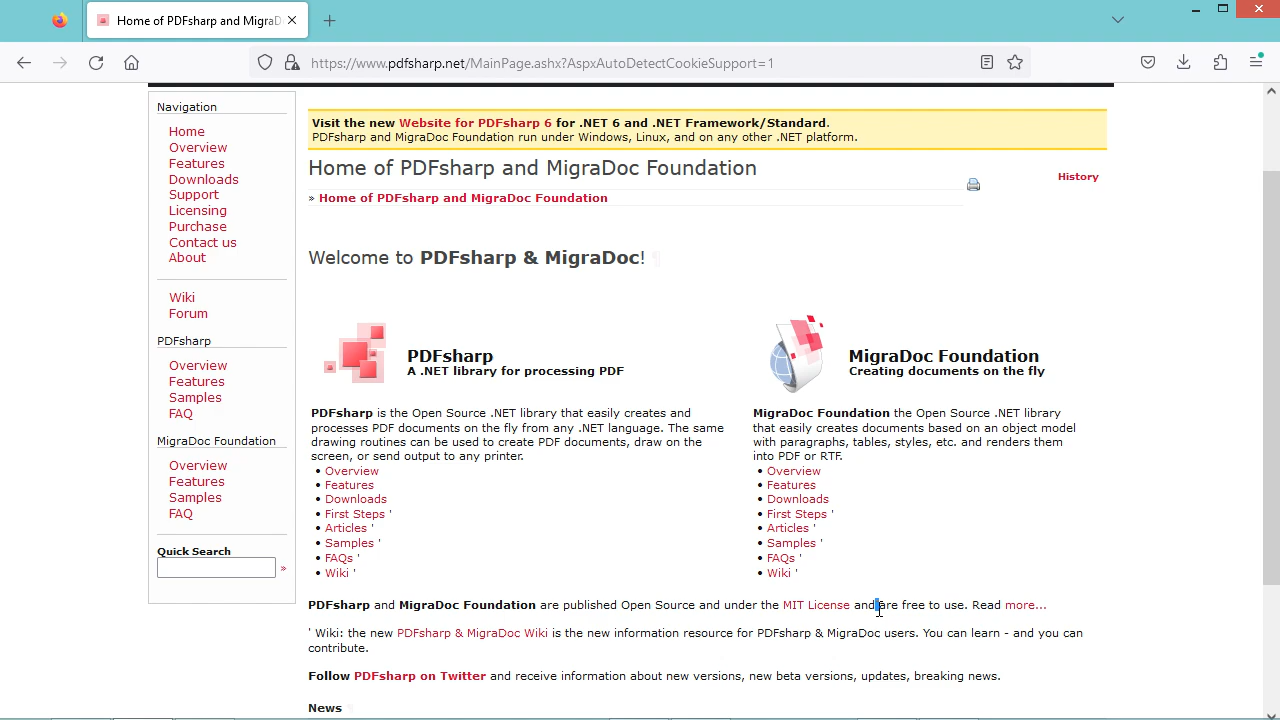 Home of PDFsharp and MigraD
https://www.pdfsharp.net/MainPage.ashx?AspxAutoDetectCookieSupport=1
Navigation
Home
Overview
Features
Downloads
Support
Licensing
Purchase
Contact us
About
Wiki
Forum
PDFsharp
Overview
Features
Samples
FAQ
MigraDoc Foundation
Overview
Features
Samples
FAQ
Quick Search
»
Visit the new Website for PDFsharp 6 for .NET 6 and .NET Framework/Standard.
PDFsharp and MigraDoc Foundation run under Windows, Linux, and on any other .NET platform.
Home of PDFsharp and MigraDoc Foundation
History
» Home of PDFsharp and MigraDoc Foundation
Welcome to PDFsharp & MigraDoc! ¶
PDFsharp
A .NET library for processing PDF
PDFsharp is the Open Source .NET library that easily creates and
processes PDF documents on the fly from any .NET language. The same
drawing routines can be used to create PDF documents, draw on the
screen, or send output to any printer.
• Overview
• Features
• Downloads
• First Steps '
• Articles '
• Samples '
• FAQs '
• Wiki '
MigraDoc Foundation
Creating documents on the fly
MigraDoc Foundation the Open Source .NET library
that easily creates documents based on an object model
with paragraphs, tables, styles, etc. and renders them
into PDF or RTF.
• Overview
• Features
• Downloads
• First Steps '
• Articles '
• Samples '
• FAQs '
• Wiki '
PDFsharp and MigraDoc Foundation are published Open Source and under the MIT License and are free to use. Read more...
' Wiki: the new PDFsharp & MigraDoc Wiki is the new information resource for PDFsharp & MigraDoc users. You can learn - and you can
contribute.
Follow PDFsharp on Twitter and receive information about new versions, new beta versions, updates, breaking news.
News